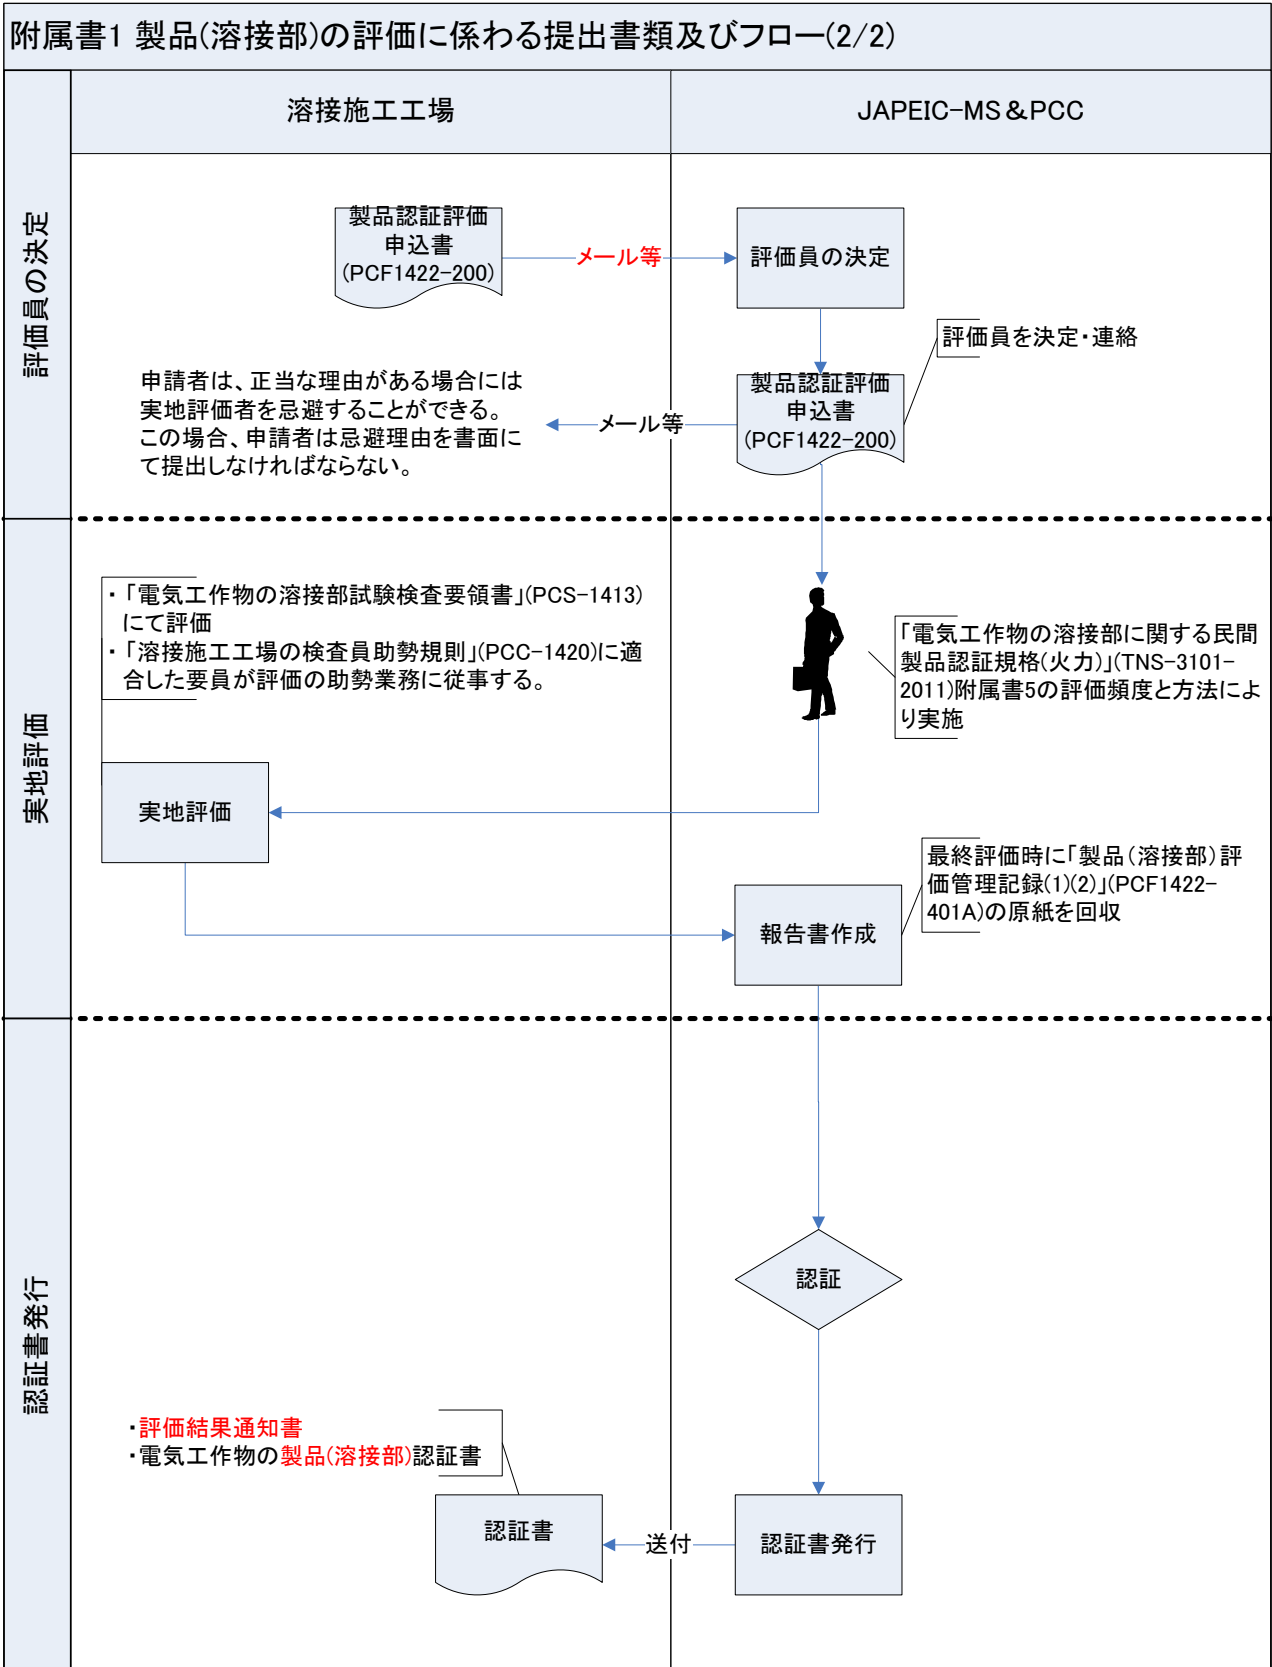 附属書1 製品(溶接部)の評価に係わる提出書類及びフロー(2/2)
溶接施工工場
JAPEIC-MS&PCC
評価員の決定
製品認証評価
申込書
(PCF1422-200)
メール等
評価員の決定
評価員を決定・連絡
製品認証評価
申込書
(PCF1422-200)
メール等
申請者は、正当な理由がある場合には
実地評価者を忌避することができる。
この場合、申請者は忌避理由を書面に
て提出しなければならない。
実地評価
・「電気工作物の溶接部試験検査要領書」(PCS-1413)
にて評価
・「溶接施工工場の検査員助勢規則」(PCC-1420)に適
合した要員が評価の助勢業務に従事する。
「電気工作物の溶接部に関する民間
製品認証規格(火力)」(TNS-3101-
2011)附属書5の評価頻度と方法によ
り実施
実地評価
最終評価時に「製品(溶接部)評
価管理記録(1)(2)」(PCF1422-
401A)の原紙を回収
報告書作成
認証書発行
認証
・評価結果通知書
・電気工作物の製品(溶接部)認証書
認証書
送付
認証書発行